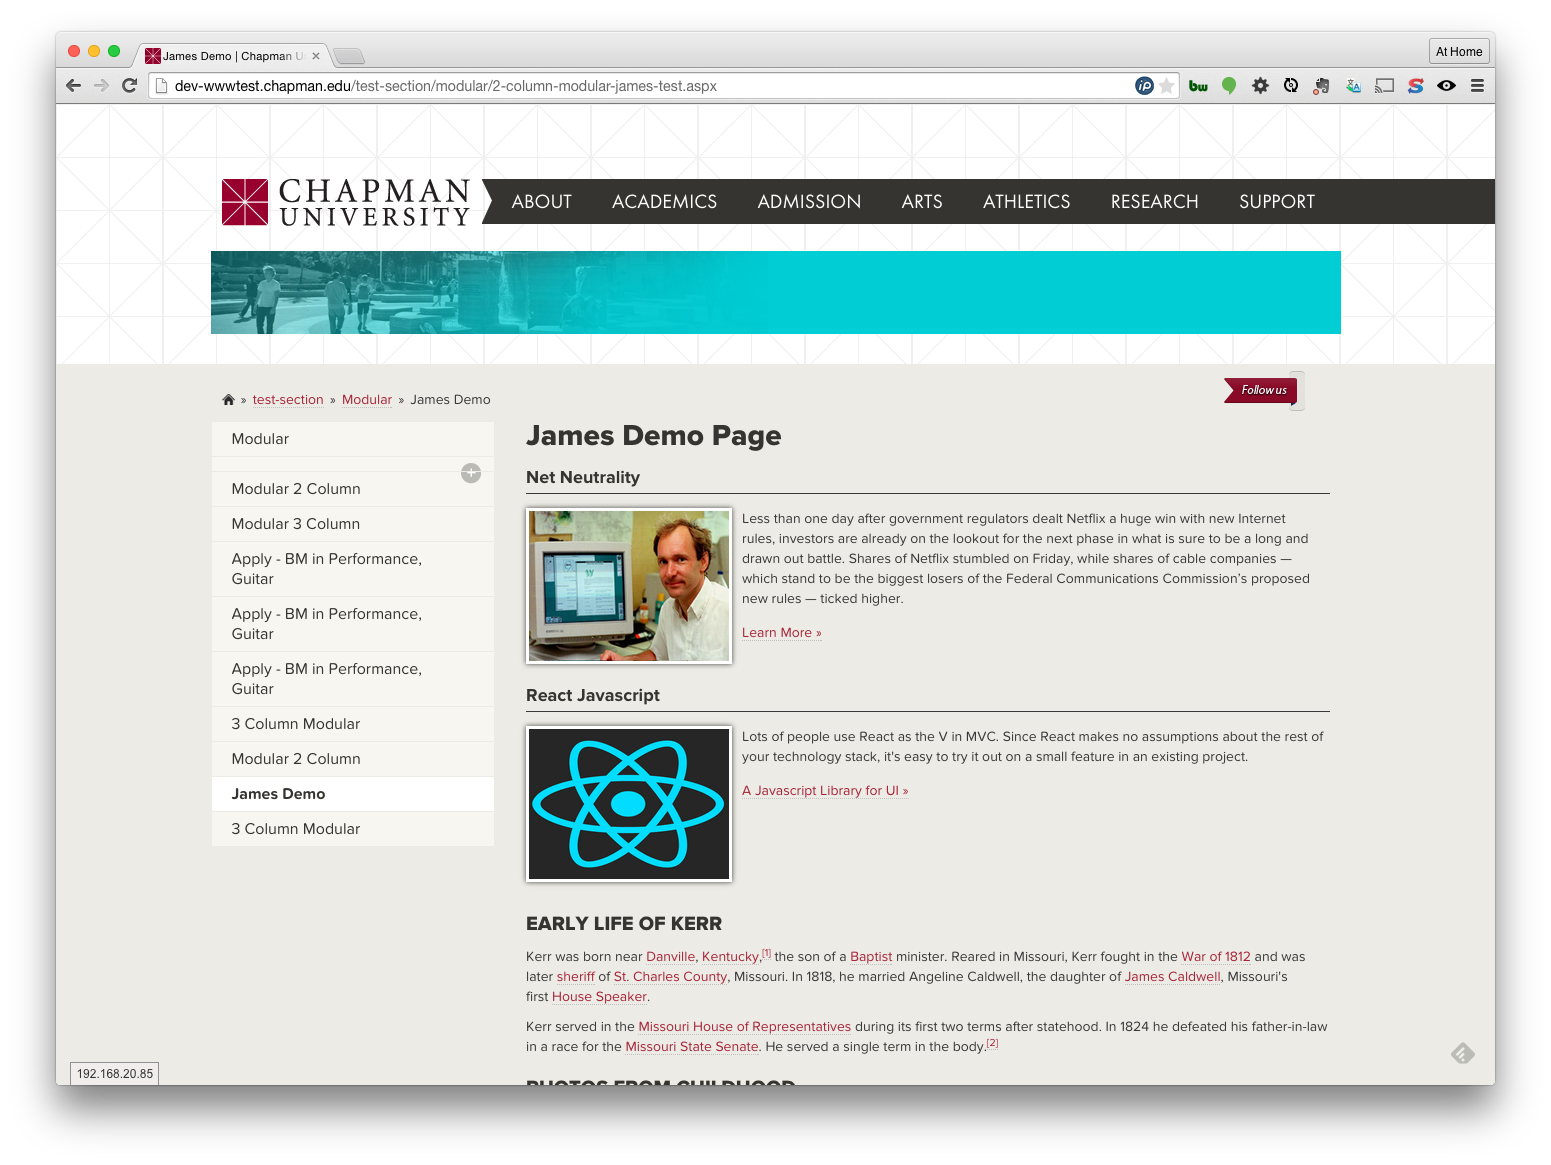 James Demo | Chapman U
At Home
dev-wwwtest.chapman.edu/test-section/modular/2-column-modular-james-test.aspx
ip
bw
CHAPMAN
UNIVERSITY
ABOUT ACADEMICS ADMISSION ARTS ATHLETICS RESEARCH SUPPORT
Follow us
» test-section » Modular » James Demo
Modular
Modular 2 Column
Modular 3 Column
Apply - BM in Performance,
Guitar
Apply - BM in Performance,
Guitar
Apply - BM in Performance,
Guitar
3 Column Modular
Modular 2 Column
James Demo
3 Column Modular
James Demo Page
Net Neutrality
Less than one day after government regulators dealt Netflix a huge win with new Internet
rules, investors are already on the lookout for the next phase in what is sure to be a long and
drawn out battle. Shares of Netflix stumbled on Friday, while shares of cable companies —
which stand to be the biggest losers of the Federal Communications Commission's proposed
new rules — ticked higher.
Learn More »
React Javascript
Lots of people use React as the V in MVC. Since React makes no assumptions about the rest of
your technology stack, it's easy to try it out on a small feature in an existing project.
A Javascript Library for UI »
EARLY LIFE OF KERR
Kerr was born near Danville, Kentucky,[1] the son of a Baptist minister. Reared in Missouri, Kerr fought in the War of 1812 and was
later sheriff of St. Charles County, Missouri. In 1818, he married Angeline Caldwell, the daughter of James Caldwell, Missouri's
first House Speaker.
Kerr served in the Missouri House of Representatives during its first two terms after statehood. In 1824 he defeated his father-in-law
in a race for the Missouri State Senate. He served a single term in the body.[2]
PHOTOS FROM CHILDHOOD
192.168.20.85